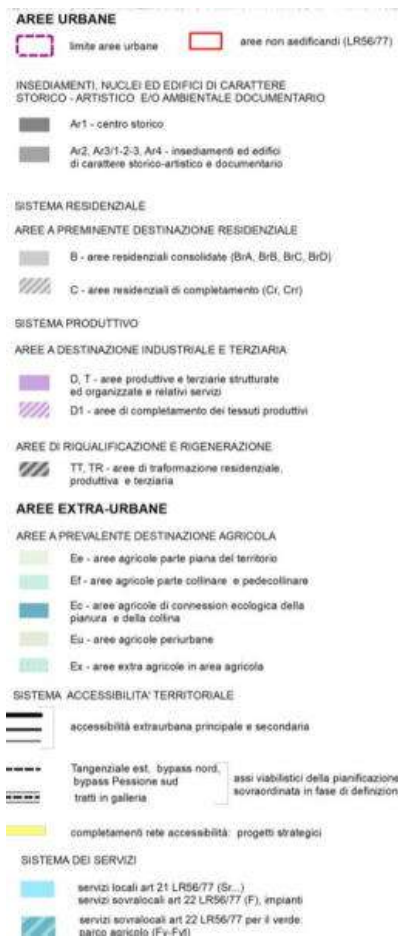 AREE URBANE
limite aree urbane
aree non aedificandi (LR56/77)
INSEDIAMENTI, NUCLEI ED EDIFICI DI CARATTERE
STORICO - ARTISTICO E/O AMBIENTALE DOCUMENTARIO
Ar1 - centro storico
Ar2, Ar3/1-2-3, Ar4 - insediamenti ed edifici
di carattere storico-artistico e documentario
SISTEMA RESIDENZIALE
AREE A PREMINENTE DESTINAZIONE RESIDENZIALE
B - aree residenziali consolidate (BrA, BrB, BrC, BrD)
C - aree residenziali di completamento (Cr, Crr)
SISTEMA PRODUTTIVO
AREE A DESTINAZIONE INDUSTRIALE E TERZIARIA
D, T - aree produttive e terziarie strutturate
ed organizzate e relativi servizi
D1 - aree di completamento dei tessuti produttivi
AREE DI RIQUALIFICAZIONE E RIGENERAZIONE
TT, TR - aree di traformazione residenziale,
produttiva e terziaria
AREE EXTRA-URBANE
AREE A PREVALENTE DESTINAZIONE AGRICOLA
Ee - aree agricole parte piana del territorio
Ef - aree agricole parte collinare e pedecollinare
Ec - aree agricole di connession ecologica della
pianura e della collina
Eu - aree agricole periurbane
Ex - aree extra agricole in area agricola
SISTEMA ACCESSIBILITA' TERRITORIALE
accessibilità extraurbana principale e secondaria
Tangenziale est, bypass nord,
bypass Pessione sud
tratti in galleria
assi viabilistici della pianificazione
sovraordinata in fase di definizion
completamenti rete accessibilità: progetti strategici
SISTEMA DEI SERVIZI
servizi locali art 21 LR56/77 (Sr...)
servizi sovralocali art 22 LR56/77 (F), impianti
servizi sovralocali art 22 LR56/77 per il verde:
parco agricolo (Fv-Fvt)